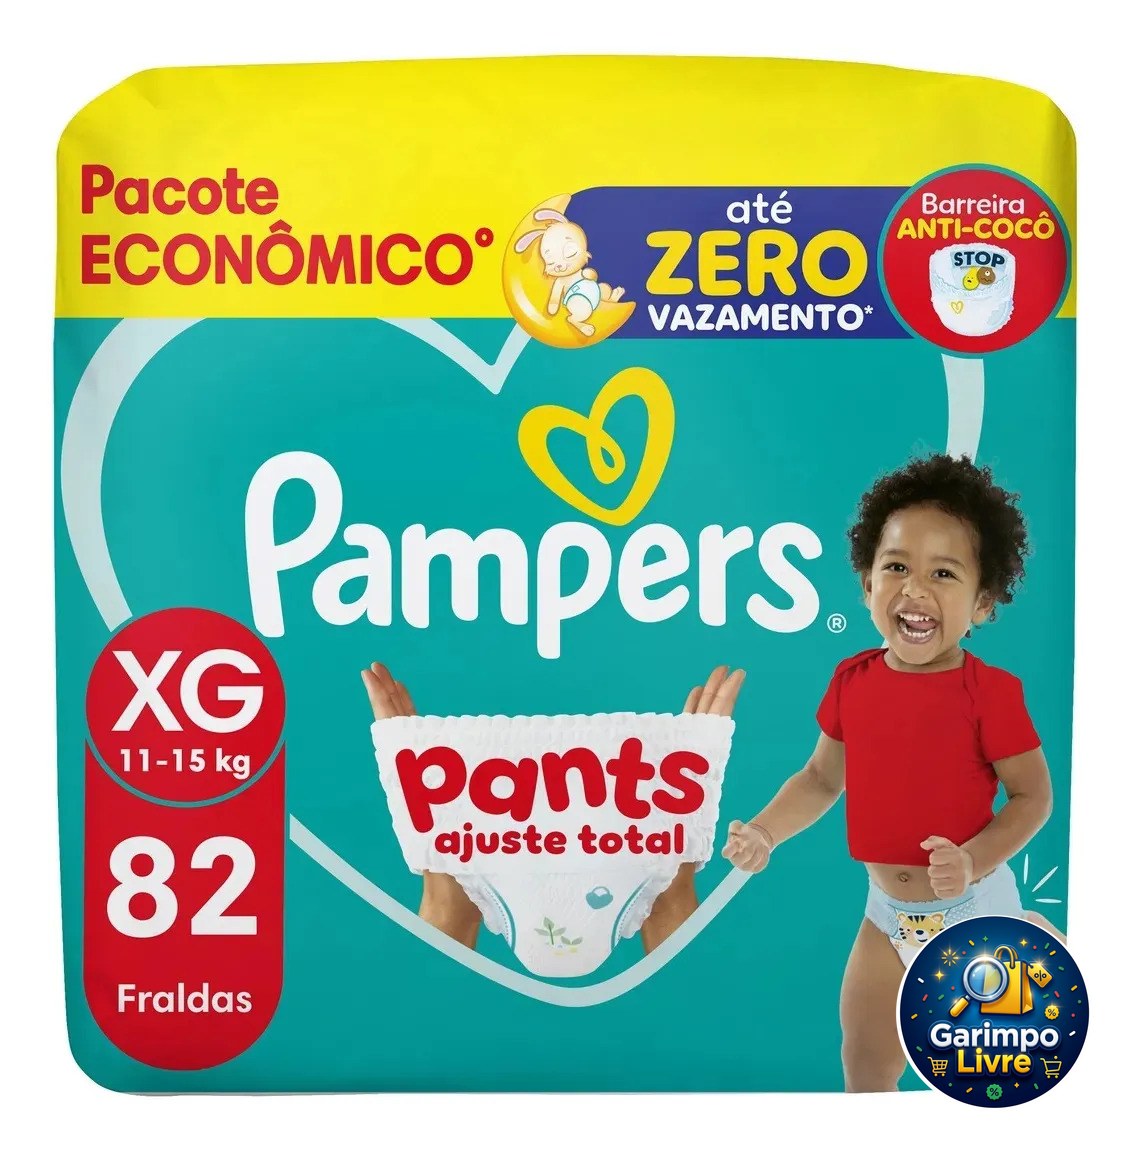 Pacote
ECONÔMICO°
até
ZERO
VAZAMENTO*
Barreira
ANTI-COCÔ
STOP
Pampers®
XG
11-15 kg
82
Fraldas
pants
ajuste total
%
%
Garimpo
Livre
%